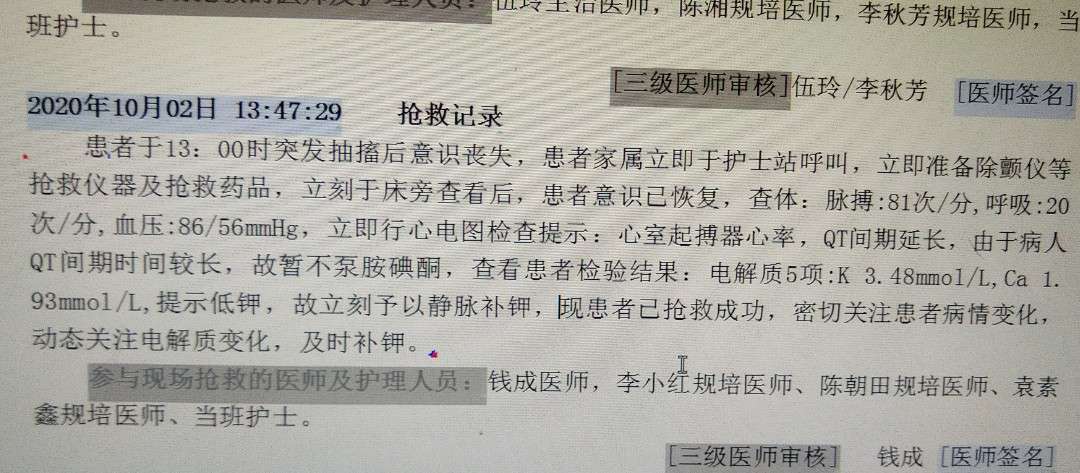 伍玲主治医师，陈湘规培医师，李秋芳规培医师，当
班护士。
[三级医师审核]伍玲/李秋芳 [医师签名]
2020年10月02日 13:47:29 抢救记录
患者于13：00时突发抽搐后意识丧失，患者家属立即于护士站呼叫，立即准备除颤仪等
抢救仪器及抢救药品，立刻于床旁查看后，患者意识已恢复，查体：脉搏:81次/分,呼吸:20
次/分,血压:86/56mmHg，立即行心电图检查提示：心室起搏器心率，QT间期延长，由于病人
QT间期时间较长，故暂不泵胺碘酮，查看患者检验结果：电解质5项:K 3.48mmol/L,Ca 1.
93mmol/L,提示低钾，故立刻予以静脉补钾，现患者已抢救成功，密切关注患者病情变化，
动态关注电解质变化，及时补钾。
参与现场抢救的医师及护理人员：钱成医师，李小红规培医师、陈朝田规培医师、袁素
鑫规培医师、当班护士。
[三级医师审核] 钱成 [医师签名]